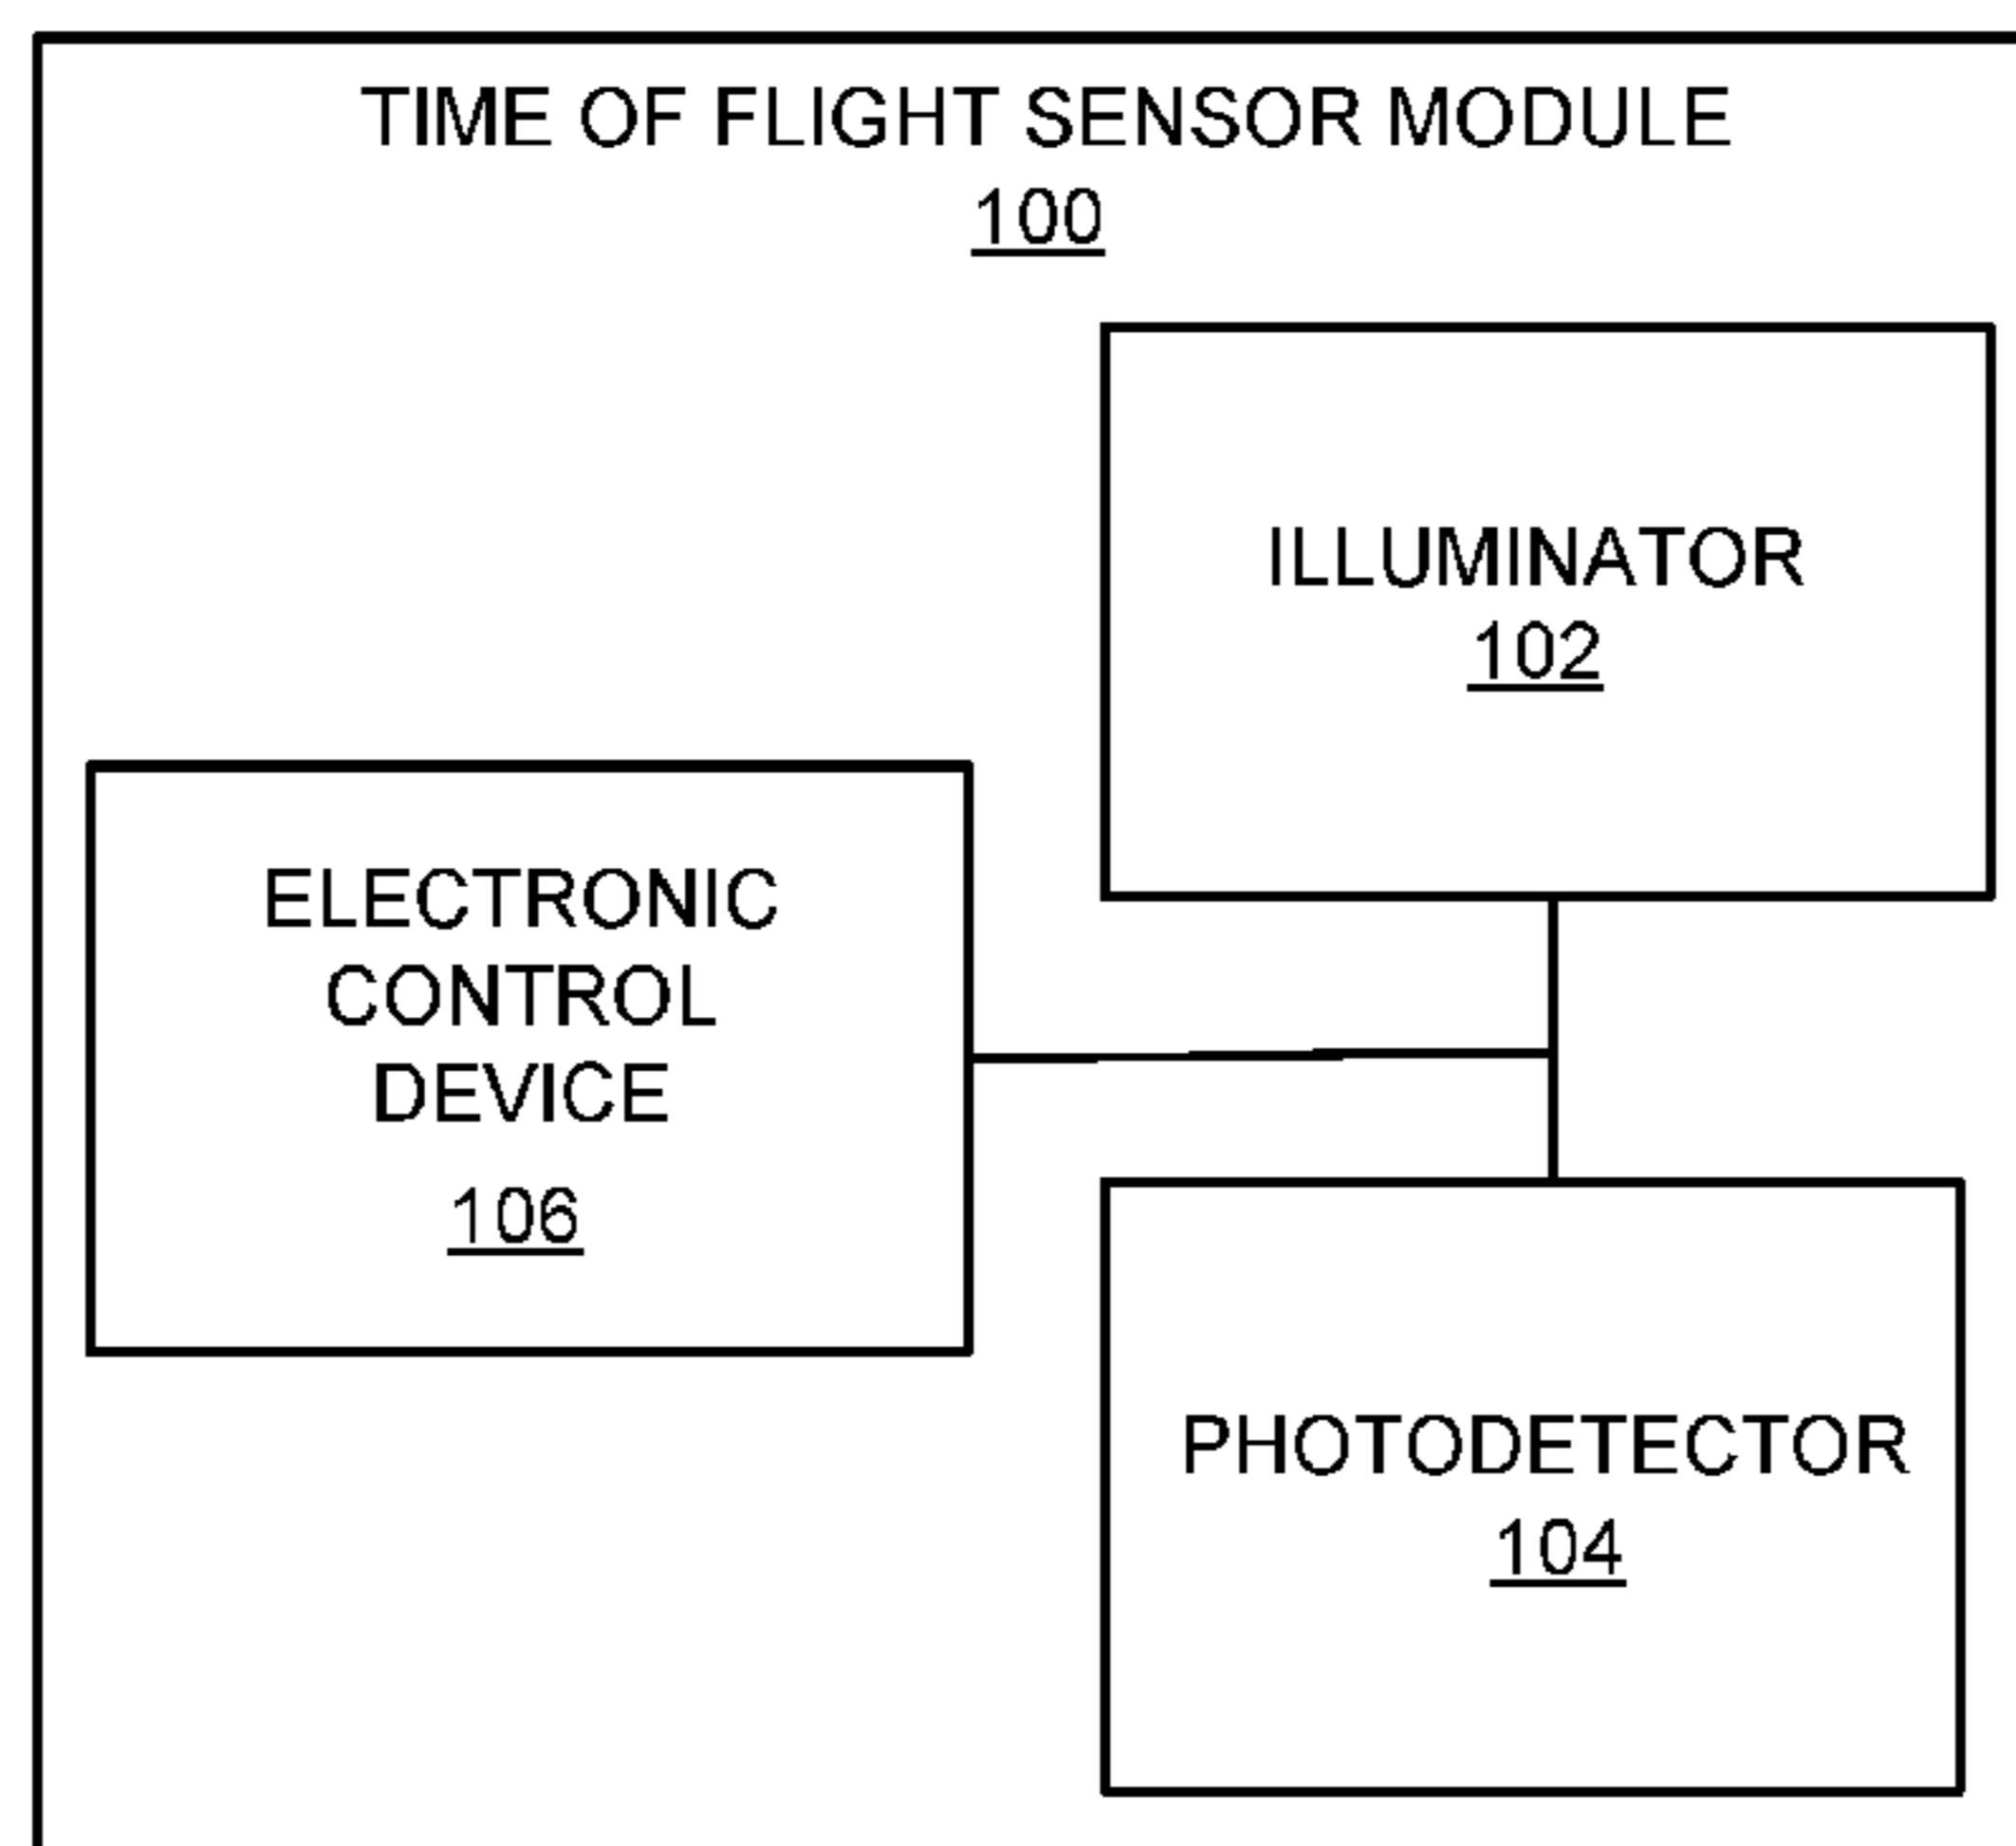 TIME OF FLIGHT SENSOR MODULE
100
ILLUMINATOR
102
ELECTRONIC
CONTROL
DEVICE
106
PHOTODETECTOR
104